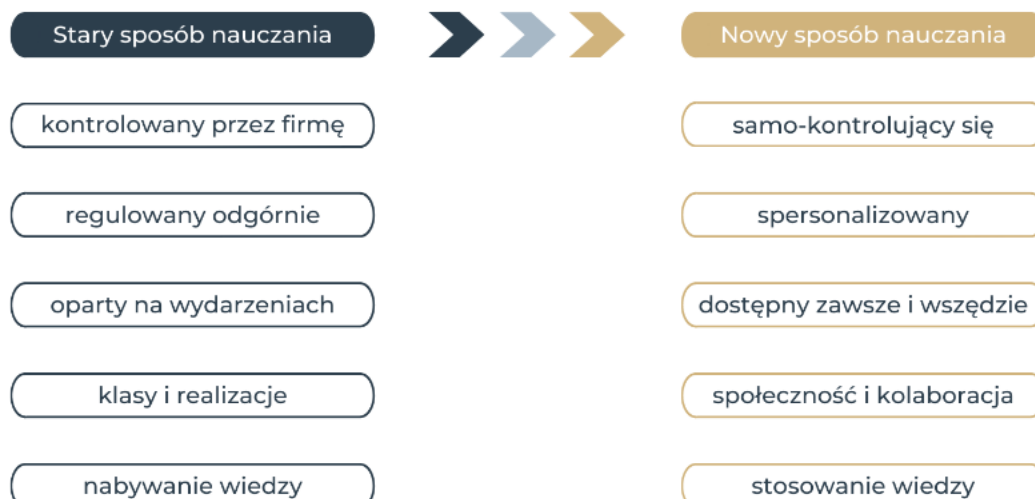 Stary sposób nauczania
Nowy sposób nauczania
kontrolowany przez firmę
samo-kontrolujący się
regulowany odgórnie
spersonalizowany
oparty na wydarzeniach
dostępny zawsze i wszędzie
klasy i realizacje
społeczność i kolaboracja
nabywanie wiedzy
stosowanie wiedzy